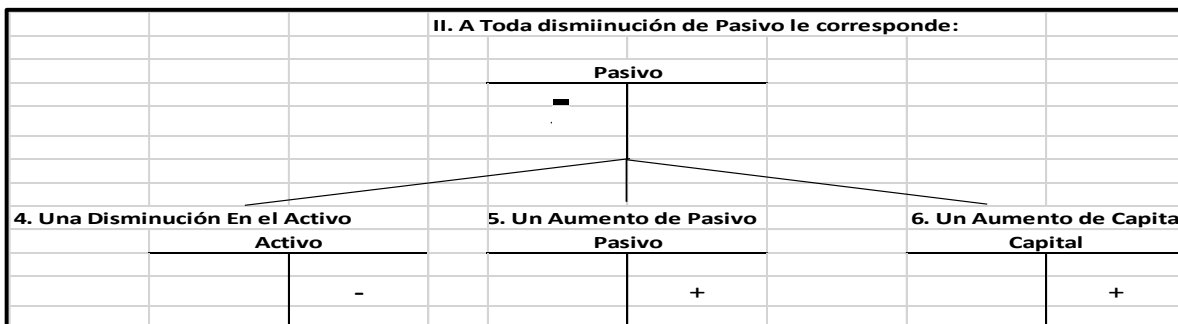 II. A Toda dismiinución de Pasivo le corresponde:
Pasivo
-
4. Una Disminución En el Activo 5. Un Aumento de Pasivo 6. Un Aumento de Capita
Activo Pasivo Capital
- + +